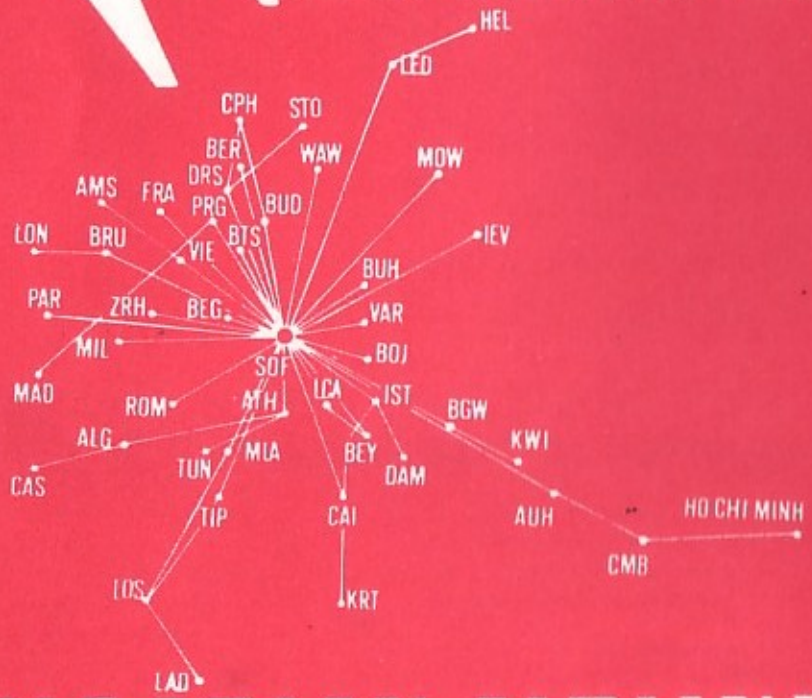 HEL
LED
CPH
STO
BER
WAW
MOW
DRS
AMS
FRA
PRG
BUD
LON
BRU
VIE
BTS
IEV
BUH
PAR
ZRH
BEG
VAR
MIL
SOF
BOJ
MAD
ROM
ATH
LCA
IST
BGW
ALG
TUN
MLA
BEY
DAM
KWI
CAS
TIP
CAI
AUH
HO CHI MINH
CMB
LOS
KRT
LAD